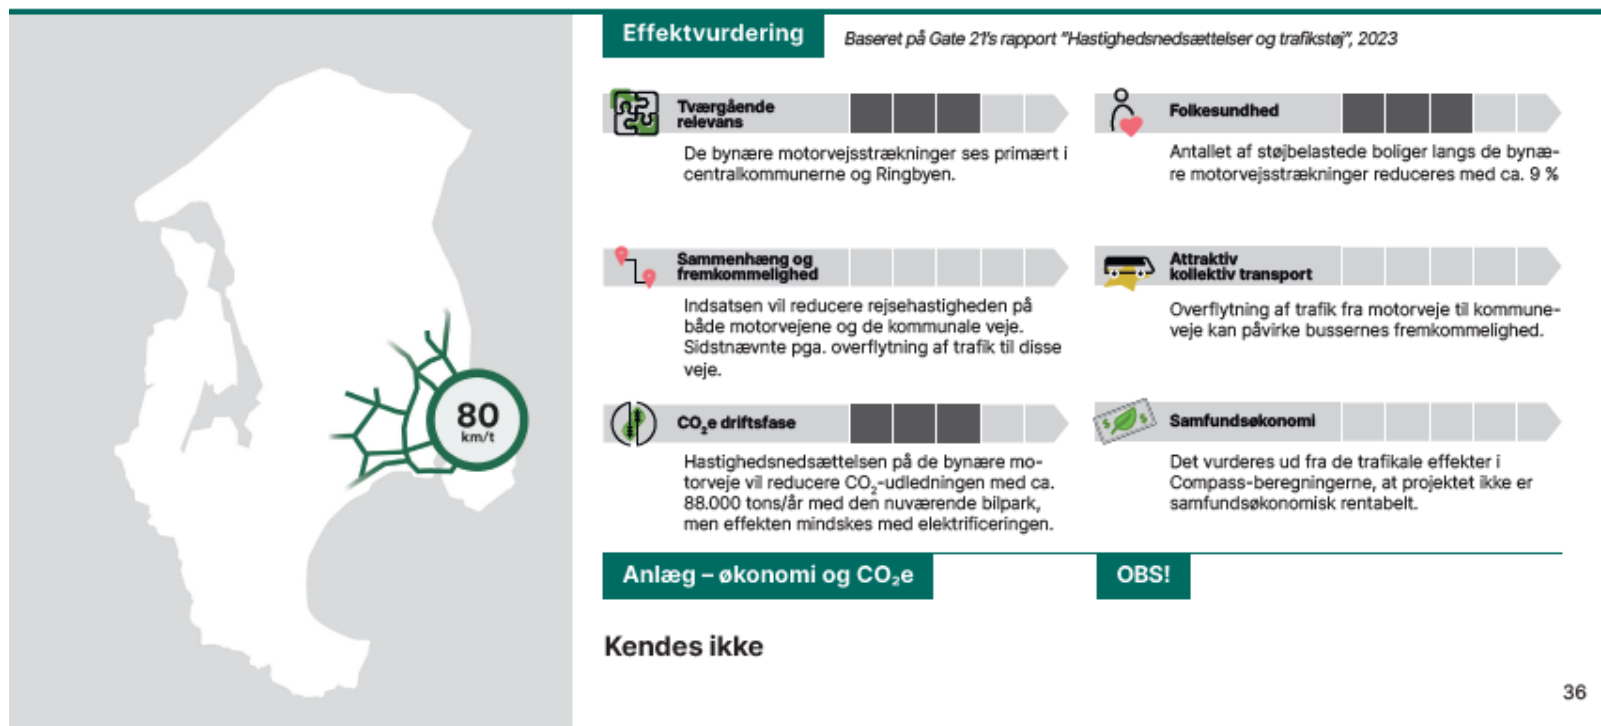 Effektvurdering
Baseret på Gate 21's rapport "Hastighedsnedsættelser og trafikstøj", 2023
Tværgående
relevans
De bynære motorvejsstrækninger ses primært i
centralkommunerne og Ringbyen.
Folkesundhed
Antallet af støjbelastede boliger langs de bynæ-
re motorvejsstrækninger reduceres med ca. 9 %
Sammenhæng og
fremkommelighed
Indsatsen vil reducere rejsehastigheden på
både motorvejene og de kommunale veje.
Sidstnævnte pga. overflytning af trafik til disse
veje.
Attraktiv
kollektiv transport
Overflytning af trafik fra motorveje til kommune-
veje kan påvirke bussernes fremkommelighed.
80
km/t
CO₂e driftsfase
Hastighedsnedsættelsen på de bynære mo-
torveje vil reducere CO₂-udledningen med ca.
88.000 tons/år med den nuværende bilpark,
men effekten mindskes med elektrificeringen.
Samfundsøkonomi
Det vurderes ud fra de trafikale effekter i
Compass-beregningerne, at projektet ikke er
samfundsøkonomisk rentabelt.
Anlæg – økonomi og CO₂e
OBS!
Kendes ikke
36